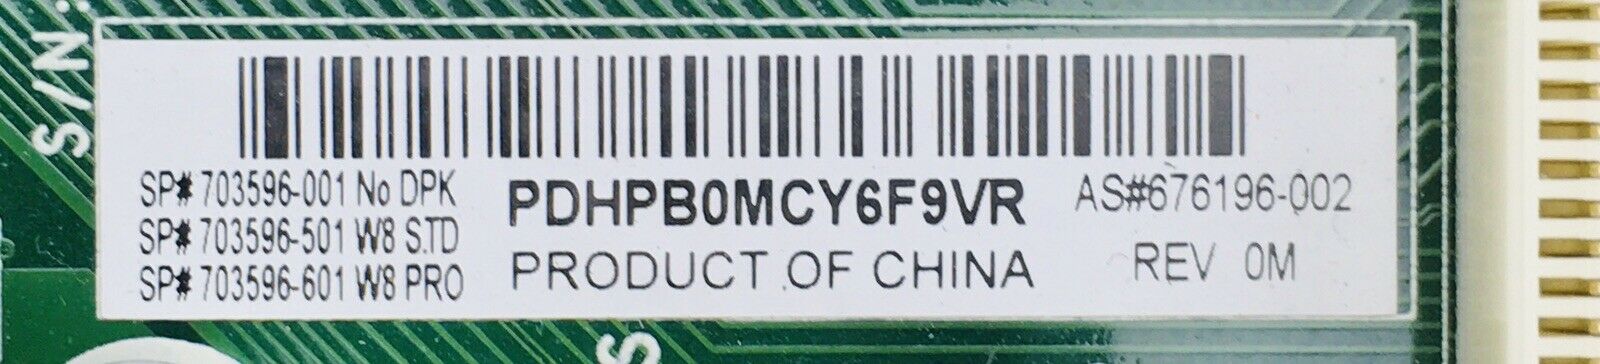 S/N:
SP# 703596-001 No DPK
SP# 703596-501 W8 STD
SP# 703596-601 W8 PRO
PDHPB0MCY6F9VR
PRODUCT OF CHINA
AS#676196-002
REV 0M
S